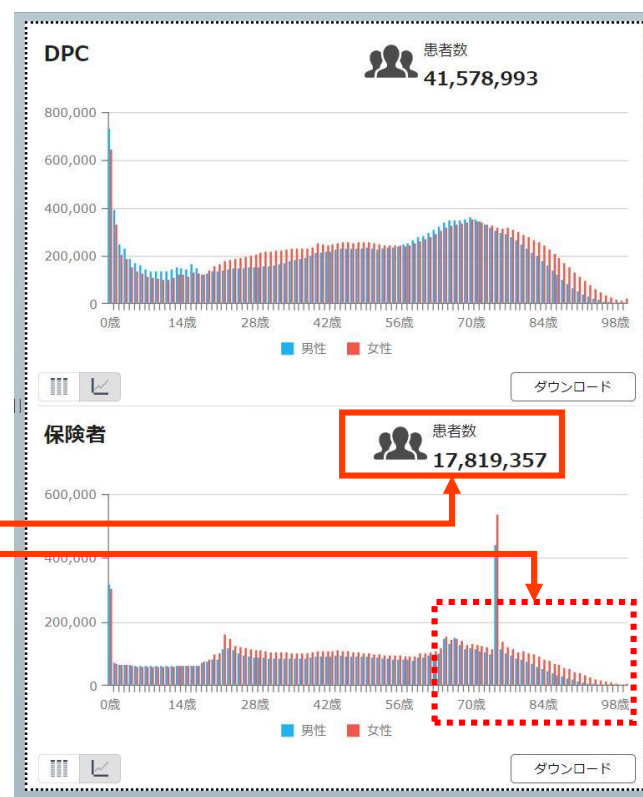 DPC
患者数
41,578,993
800,000
600,000
400,000
200,000
0
0歳 14歳 28歳 42歳 56歳 70歳 84歳 98歳
男性 女性
ダウンロード
保険者
患者数
17,819,357
600,000
400,000
200,000
0
0歳 14歳 28歳 42歳 56歳 70歳 84歳 98歳
男性 女性
ダウンロード